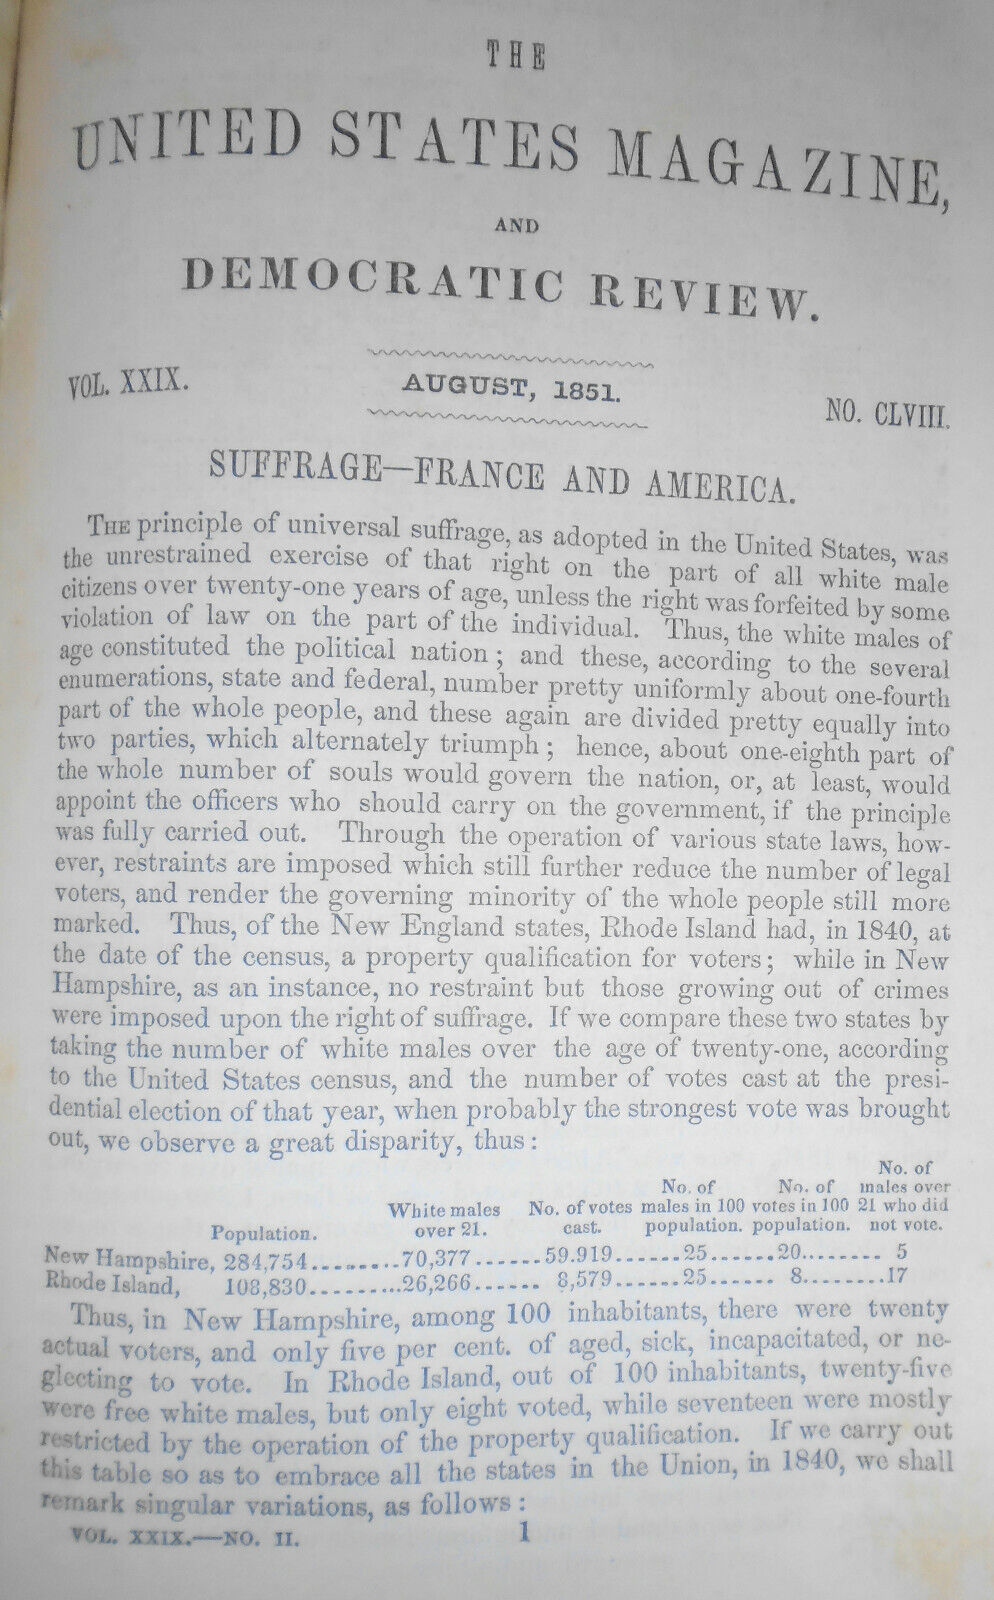 THE
UNITED STATES MAGAZINE,
AND
DEMOCRATIC REVIEW.
VOL. XXIX. AUGUST, 1851. NO. CLVIII.
SUFFRAGE—FRANCE AND AMERICA.
THE principle of universal suffrage, as adopted in the United States, was
the unrestrained exercise of that right on the part of all white male
citizens over twenty-one years of age, unless the right was forfeited by some
violation of law on the part of the individual. Thus, the white males of
age constituted the political nation; and these, according to the several
enumerations, state and federal, number pretty uniformly about one-fourth
part of the whole people, and these again are divided pretty equally into
two parties, which alternately triumph; hence, about one-eighth part of
the whole number of souls would govern the nation, or, at least, would
appoint the officers who should carry on the government, if the principle
was fully carried out. Through the operation of various state laws, how-
ever, restraints are imposed which still further reduce the number of legal
voters, and render the governing minority of the whole people still more
marked. Thus, of the New England states, Rhode Island had, in 1840, at
the date of the census, a property qualification for voters; while in New
Hampshire, as an instance, no restraint but those growing out of crimes
were imposed upon the right of suffrage. If we compare these two states by
taking the number of white males over the age of twenty-one, according
to the United States census, and the number of votes cast at the presi-
dential election of that year, when probably the strongest vote was brought
out, we observe a great disparity, thus:
No. of
No. of No. of males over
White males No. of votes males in 100 votes in 100 21 who did
Population. over 21. cast. population. population. not vote.
New Hampshire, 284,754.........70,377......59.919......25......20........ 5
Rhode Island, 108,830.........26,266...... 8,579......25...... 8........17
Thus, in New Hampshire, among 100 inhabitants, there were twenty
actual voters, and only five per cent. of aged, sick, incapacitated, or ne-
glecting to vote. In Rhode Island, out of 100 inhabitants, twenty-five
were free white males, but only eight voted, while seventeen were mostly
restricted by the operation of the property qualification. If we carry out
this table so as to embrace all the states in the Union, in 1840, we shall
remark singular variations, as follows:
VOL. XXIX.—NO. II. 1